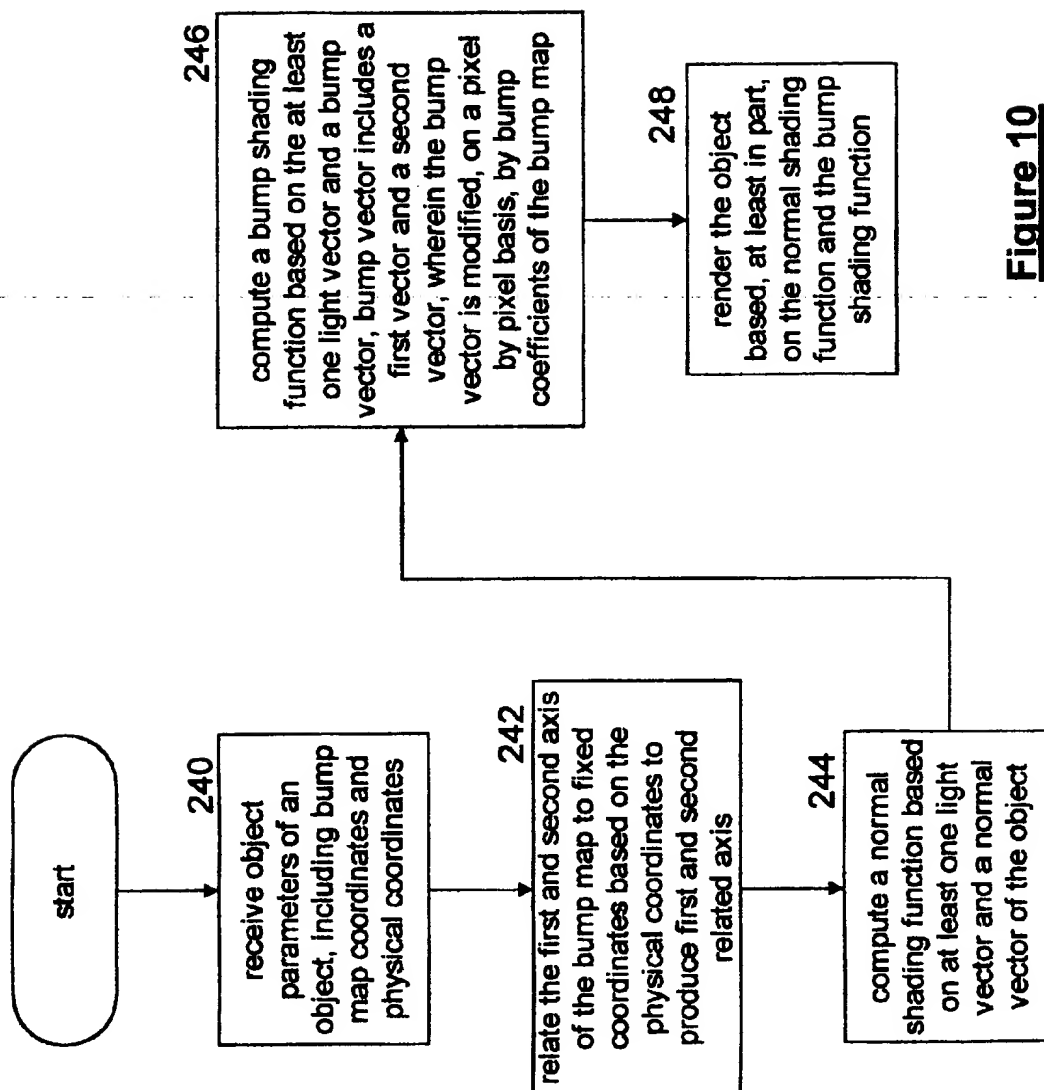 start
240
receive object
parameters of an
object, including bump
map coordinates and
physical coordinates
242
relate the first and second axis
of the bump map to fixed
coordinates based on the
physical coordinates to
produce first and second
related axis
244
compute a normal
shading function based
on at least one light
vector and a normal
vector of the object
246
compute a bump shading
function based on the at least
one light vector and a bump
vector, bump vector includes a
first vector and a second
vector, wherein the bump
vector is modified, on a pixel
by pixel basis, by bump
coefficients of the bump map
248
render the object
based, at least in part,
on the normal shading
function and the bump
shading function
Figure 10